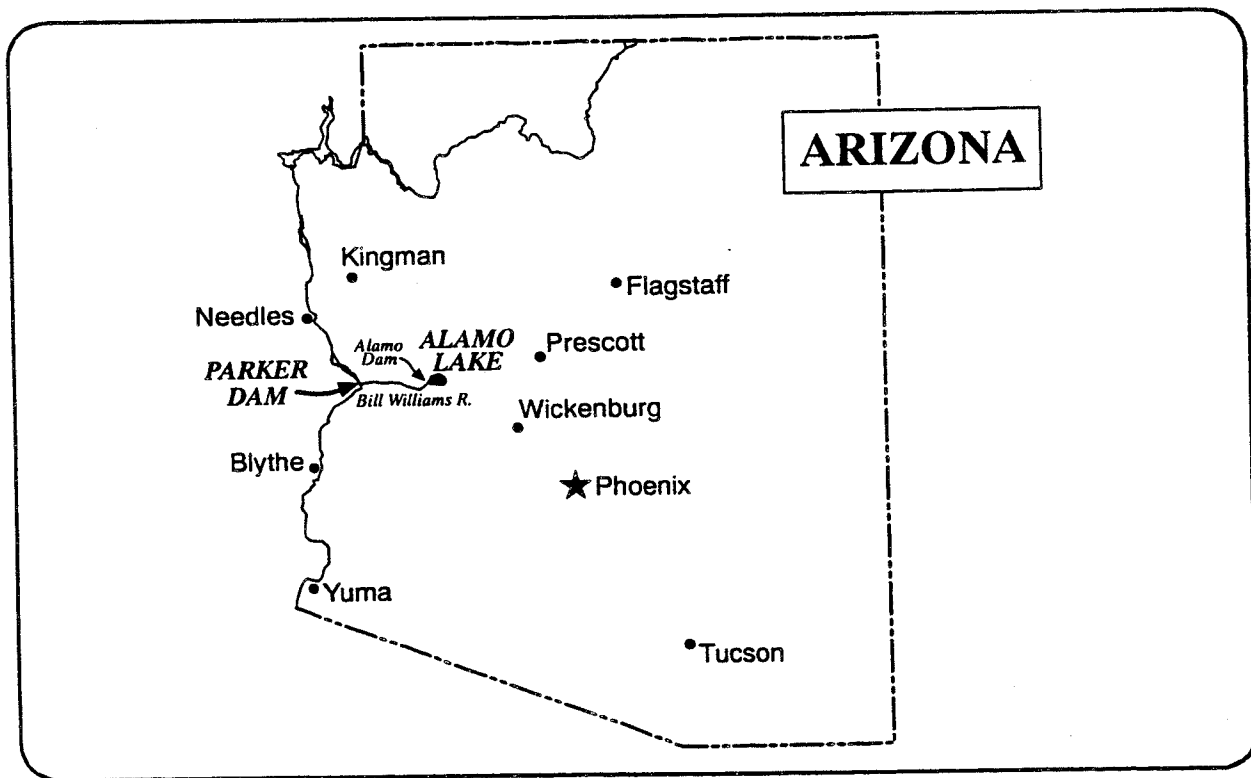 ARIZONA
Kingman
Flagstaff
Needles
Alamo
Dam
ALAMO
LAKE
Prescott
PARKER
DAM
Bill Williams R.
Wickenburg
Blythe
Phoenix
Yuma
Tucson